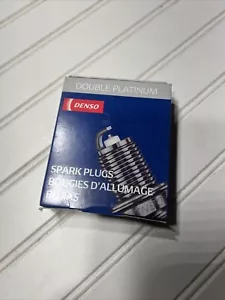 DOUBLE PLATINUM
DENSO
SPARK PLUGS
BOUGIES D'ALLUMAGE